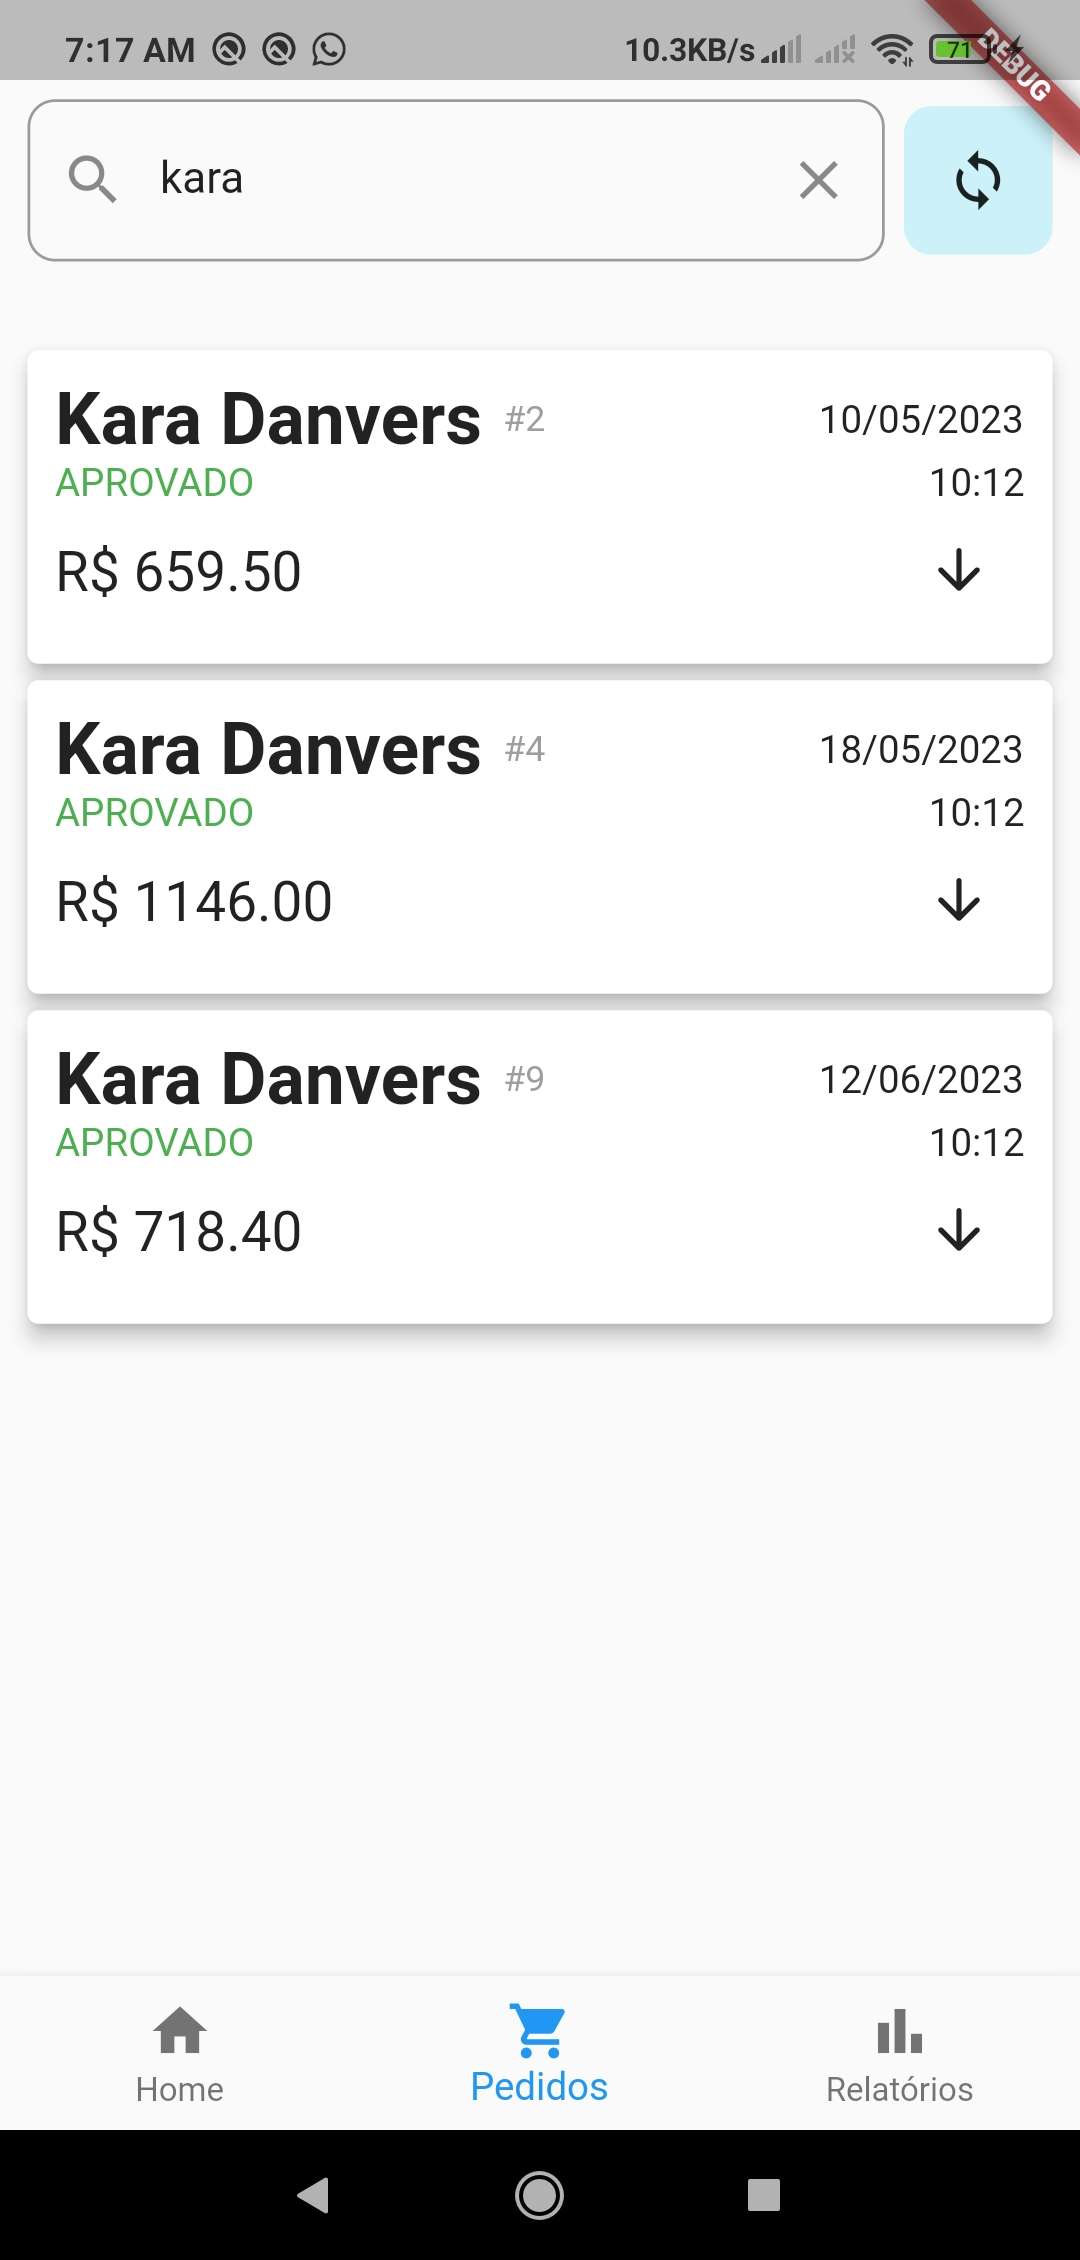 7:17 AM 10.3KB/s 71
DEBUG
kara
Kara Danvers #2 10/05/2023
APROVADO 10:12
R$ 659.50
Kara Danvers #4 18/05/2023
APROVADO 10:12
R$ 1146.00
Kara Danvers #9 12/06/2023
APROVADO 10:12
R$ 718.40
Home Pedidos Relatórios